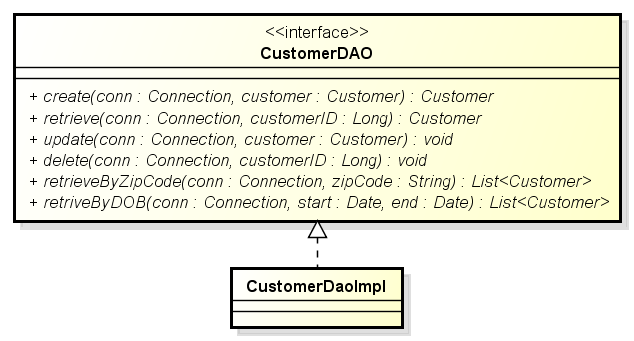 <<interface>>
CustomerDAO
+ create(conn : Connection, customer : Customer) : Customer
+ retrieve(conn : Connection, customerID : Long) : Customer
+ update(conn : Connection, customer : Customer) : void
+ delete(conn : Connection, customerID : Long) : void
+ retrieveByZipCode(conn : Connection, zipCode : String) : List<Customer>
+ retriveByDOB(conn : Connection, start : Date, end : Date) : List<Customer>
CustomerDaoImpl